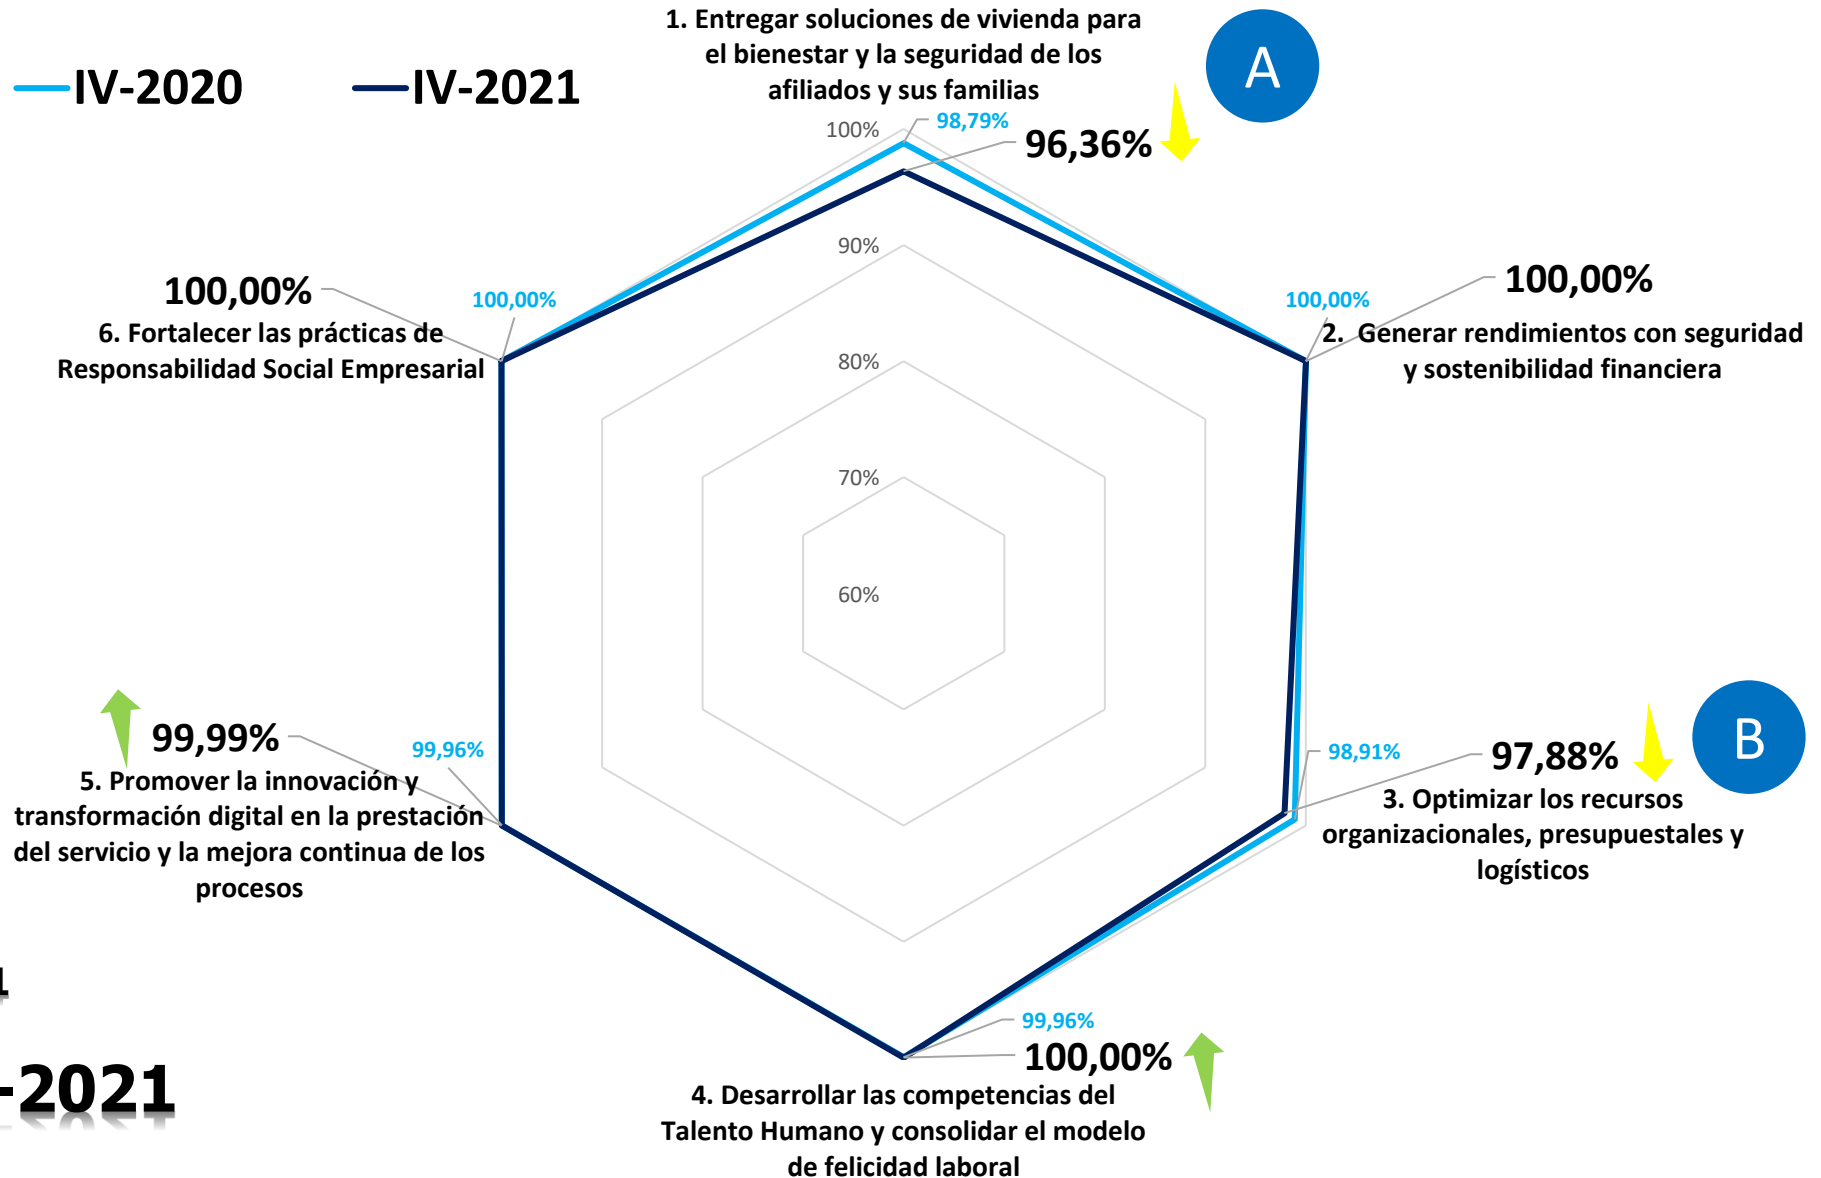 1. Entregar soluciones de vivienda para
el bienestar y la seguridad de los
afiliados y sus familias
A
IV-2020
IV-2021
98,79%
96,36%
100%
90%
80%
70%
60%
100,00%
100,00%
6. Fortalecer las prácticas de
Responsabilidad Social Empresarial
100,00%
100,00%
2. Generar rendimientos con seguridad
y sostenibilidad financiera
99,99%
99,96%
5. Promover la innovación y
transformación digital en la prestación
del servicio y la mejora continua de los
procesos
98,91%
97,88%
B
3. Optimizar los recursos
organizacionales, presupuestales y
logísticos
99,96%
100,00%
4. Desarrollar las competencias del
Talento Humano y consolidar el modelo
de felicidad laboral
-2021